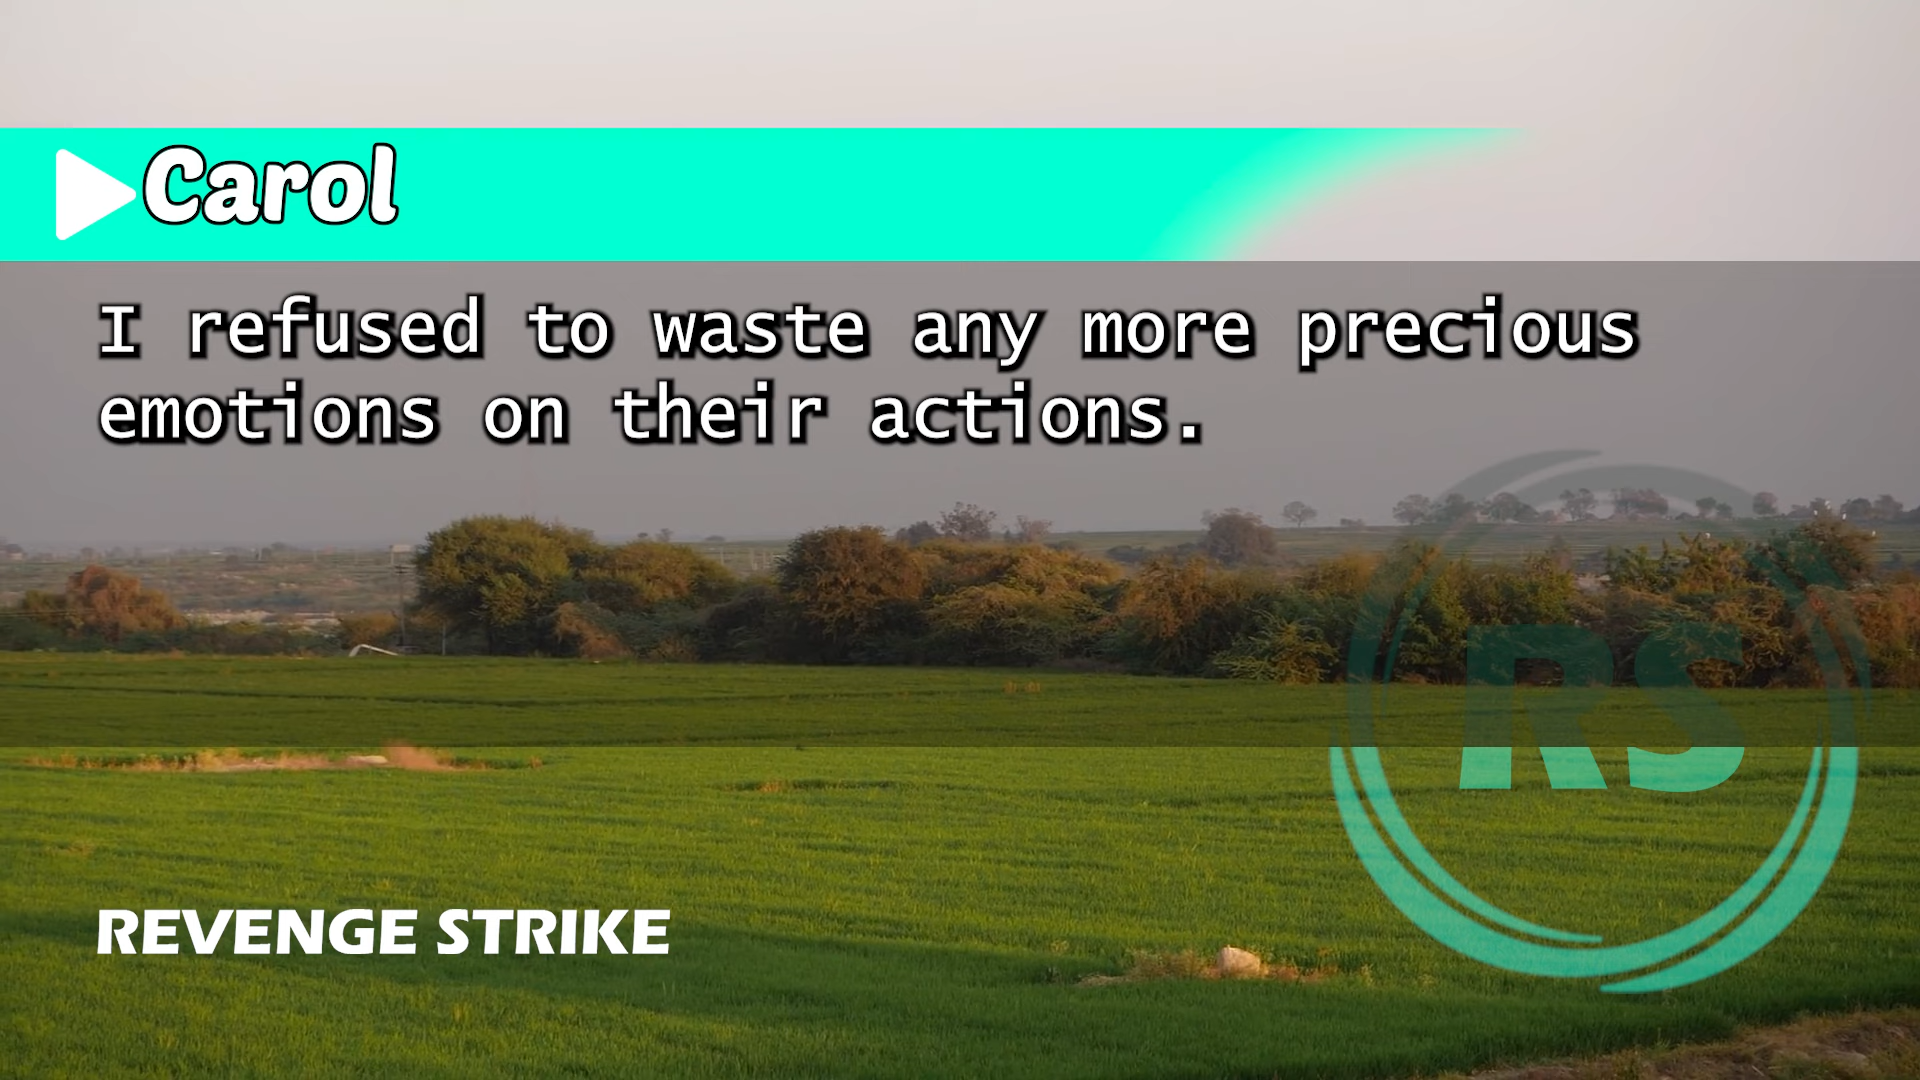 Carol
I refused to waste any more precious
emotions on their actions.
RS
REVENGE STRIKE